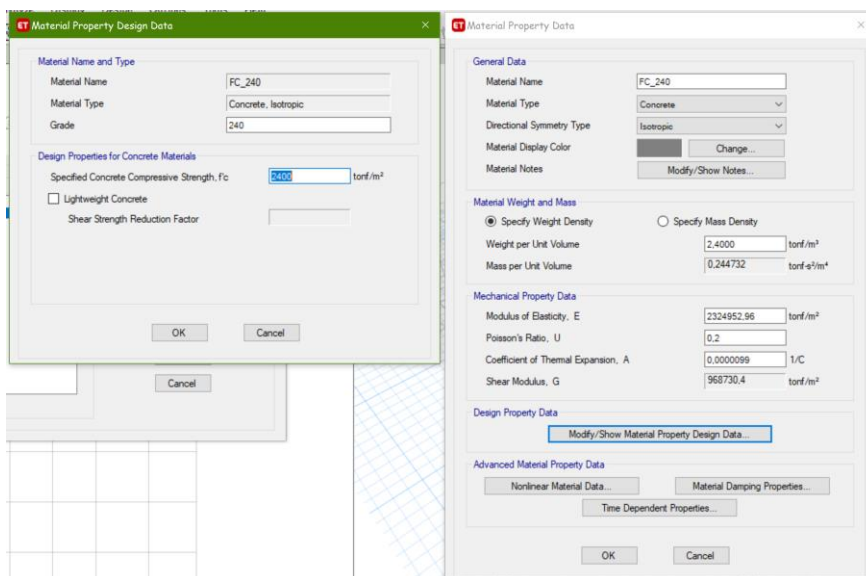 Material Property Design Data
Material Name and Type
Material Name FC_240
Material Type Concrete, Isotropic
Grade 240
Design Properties for Concrete Materials
Specified Concrete Compressive Strength, f'c 2400 tonf/m²
Lightweight Concrete
Shear Strength Reduction Factor
OK Cancel
Cancel
Material Property Data
General Data
Material Name FC_240
Material Type Concrete
Directional Symmetry Type Isotropic
Material Display Color Change...
Material Notes Modify/Show Notes...
Material Weight and Mass
Specify Weight Density Specify Mass Density
Weight per Unit Volume 2,4000 tonf/m³
Mass per Unit Volume 0,244732 tonf-s²/m⁴
Mechanical Property Data
Modulus of Elasticity, E 2324952,96 tonf/m²
Poisson's Ratio, U 0,2
Coefficient of Thermal Expansion, A 0,0000099 1/C
Shear Modulus, G 968730,4 tonf/m²
Design Property Data
Modify/Show Material Property Design Data...
Advanced Material Property Data
Nonlinear Material Data... Material Damping Properties...
Time Dependent Properties...
OK Cancel